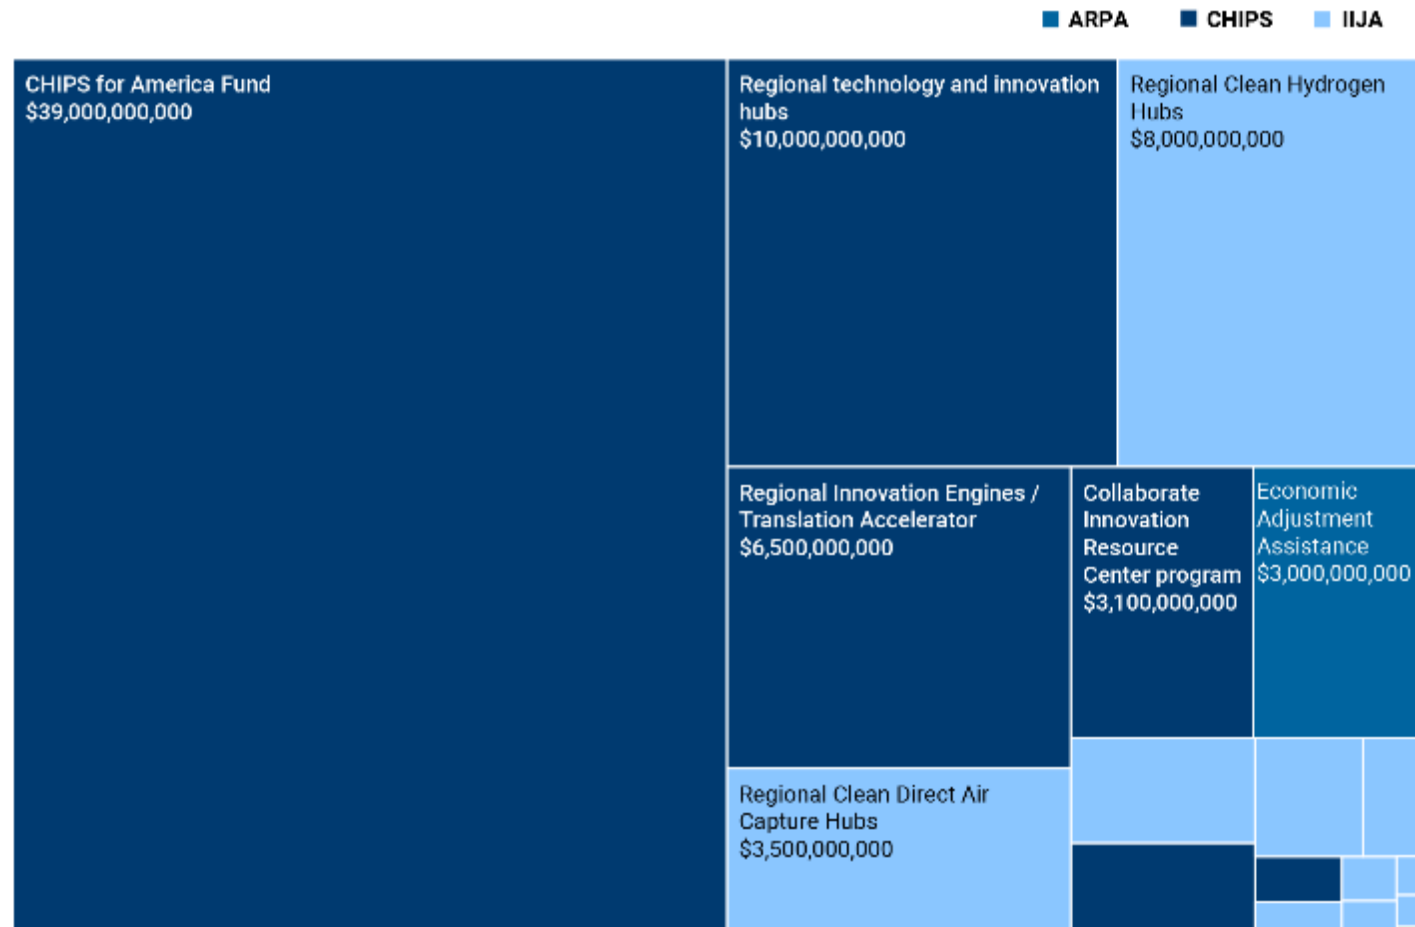 ARPA CHIPS IIJA
CHIPS for America Fund
$39,000,000,000
Regional technology and innovation
hubs
$10,000,000,000
Regional Clean Hydrogen
Hubs
$8,000,000,000
Regional Innovation Engines /
Translation Accelerator
$6,500,000,000
Collaborate
Innovation
Resource
Center program
$3,100,000,000
Economic
Adjustment
Assistance
$3,000,000,000
Regional Clean Direct Air
Capture Hubs
$3,500,000,000